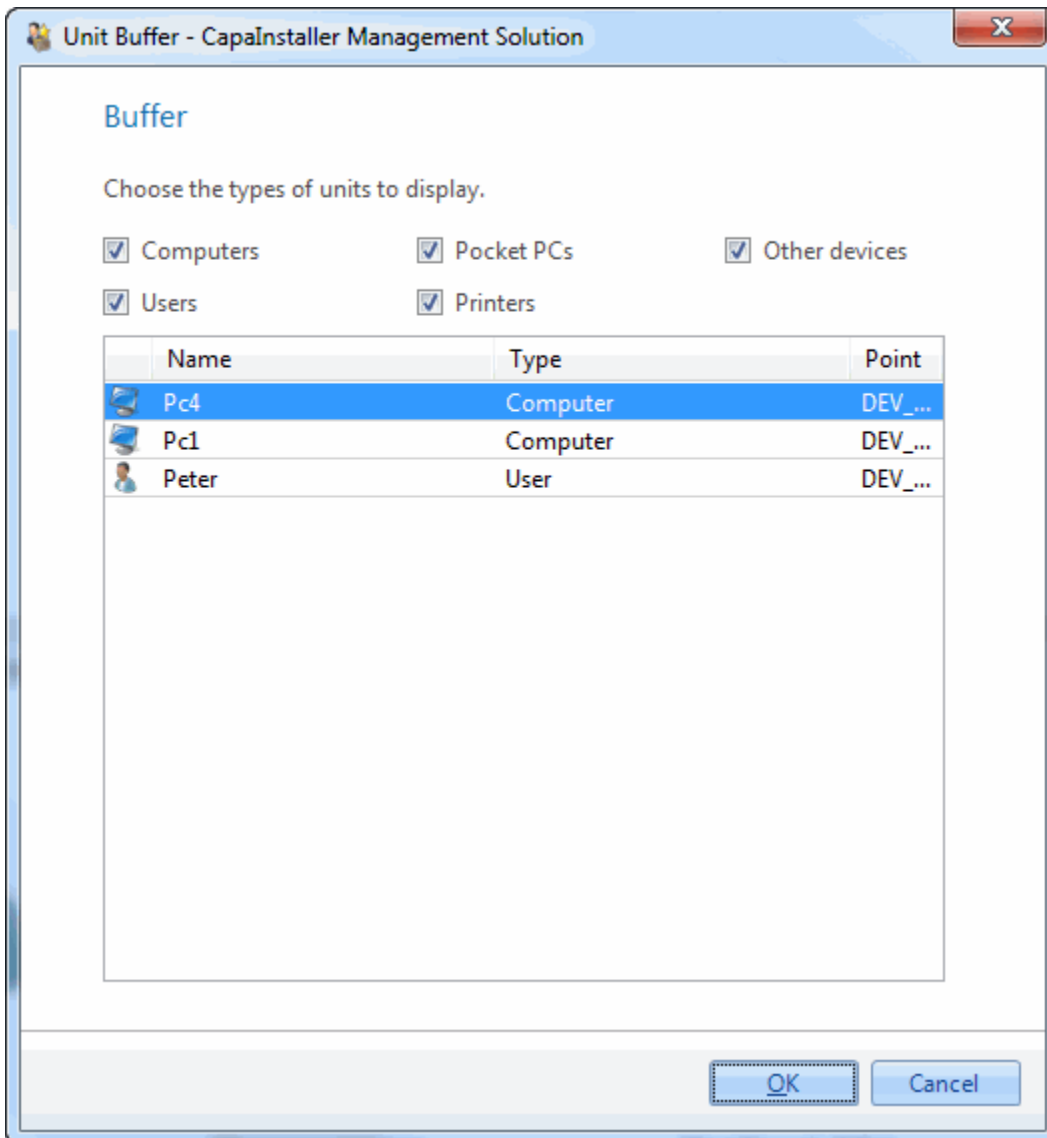 Unit Buffer - CapaInstaller Management Solution
Buffer
Choose the types of units to display.
Computers Pocket PCs Other devices
Users Printers
Name Type Point
Pc4 Computer DEV_...
Pc1 Computer DEV_...
Peter User DEV_...
OK Cancel